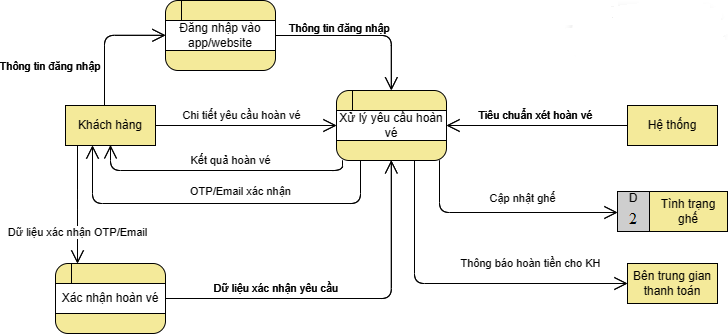 Đăng nhập vào
app/website
Thông tin đăng nhập
Thông tin đăng nhập
Khách hàng
Chi tiết yêu cầu hoàn vé
Xử lý yêu cầu hoàn
vé
Tiêu chuẩn xét hoàn vé
Hệ thống
Kết quả hoàn vé
OTP/Email xác nhận
Cập nhật ghế
D
2
Tình trạng
ghế
Dữ liệu xác nhận OTP/Email
Thông báo hoàn tiền cho KH
Bên trung gian
thanh toán
Xác nhận hoàn vé
Dữ liệu xác nhận yêu cầu